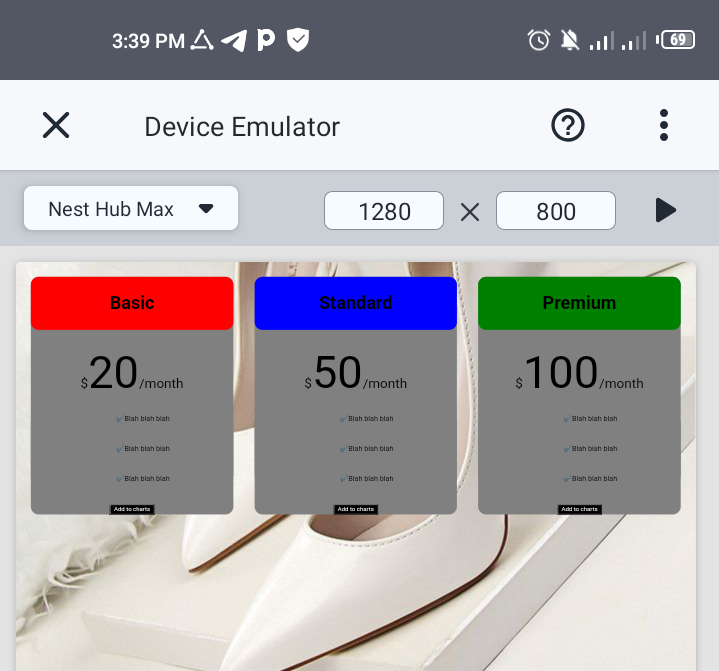 3:39 PM 69
Device Emulator
Nest Hub Max 1280 × 800
Basic Standard Premium
$20/month $50/month $100/month
✔Blah blah blah ✔Blah blah blah ✔Blah blah blah
✔Blah blah blah ✔Blah blah blah ✔Blah blah blah
✔Blah blah blah ✔Blah blah blah ✔Blah blah blah
Add to charts Add to charts Add to charts